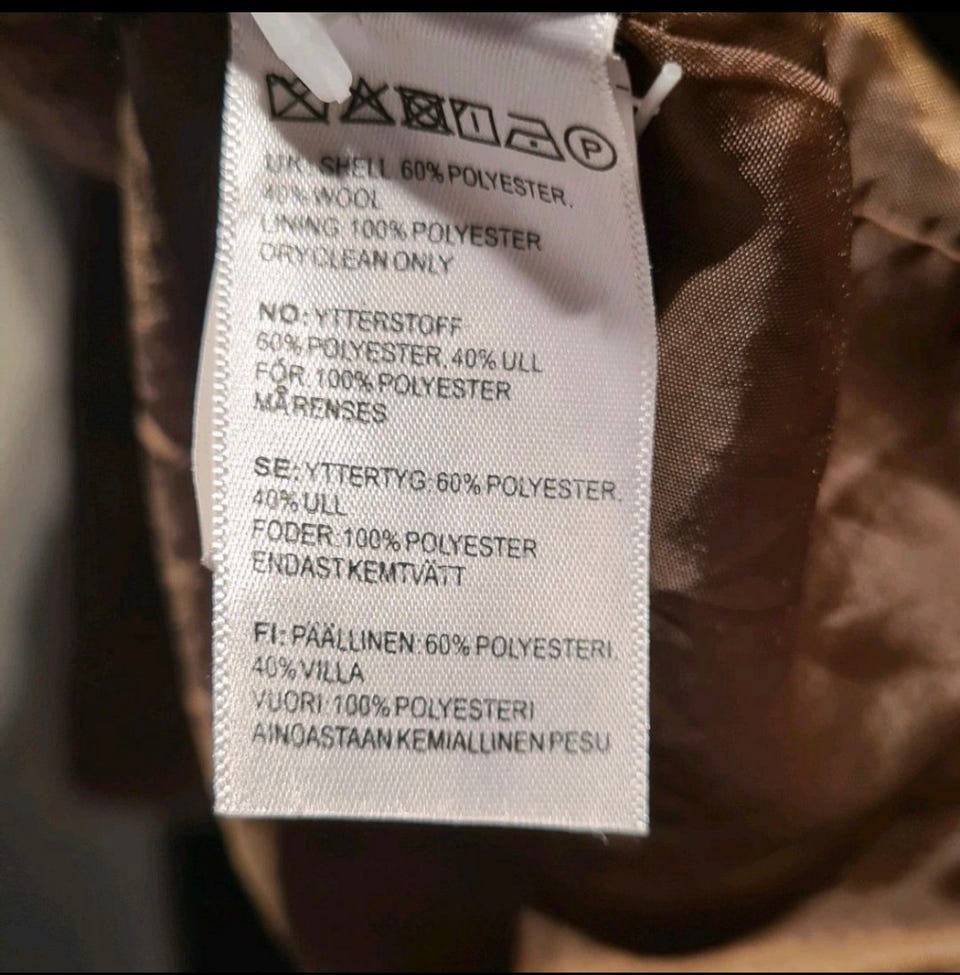 P
UK: SHELL 60% POLYESTER.
40% WOOL
LINING 100% POLYESTER
DRYCLEAN ONLY
NO: YTTERSTOFF
60% POLYESTER, 40% ULL
FÓR. 100% POLYESTER
MÅ RENSES
SE: YTTERTYG: 60% POLYESTER.
40% ULL
FODER: 100% POLYESTER
ENDAST KEMTVÄTT
FI: PÄÄLLINEN: 60% POLYESTERI.
40% VILLA
VUORI: 100% POLYESTERI
AINOASTAAN KEMIALLINEN PESU